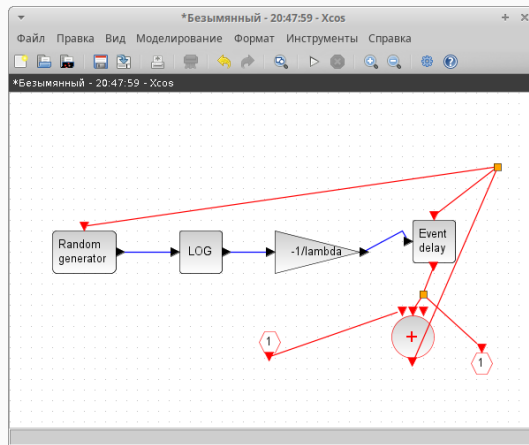 *Безымянный - 20:47:59 - Xcos
Файл Правка Вид Моделирование Формат Инструменты Справка
*Безымянный - 20:47:59 - Xcos
Random
generator
LOG
-1/lambda
Event
delay
1
+
1